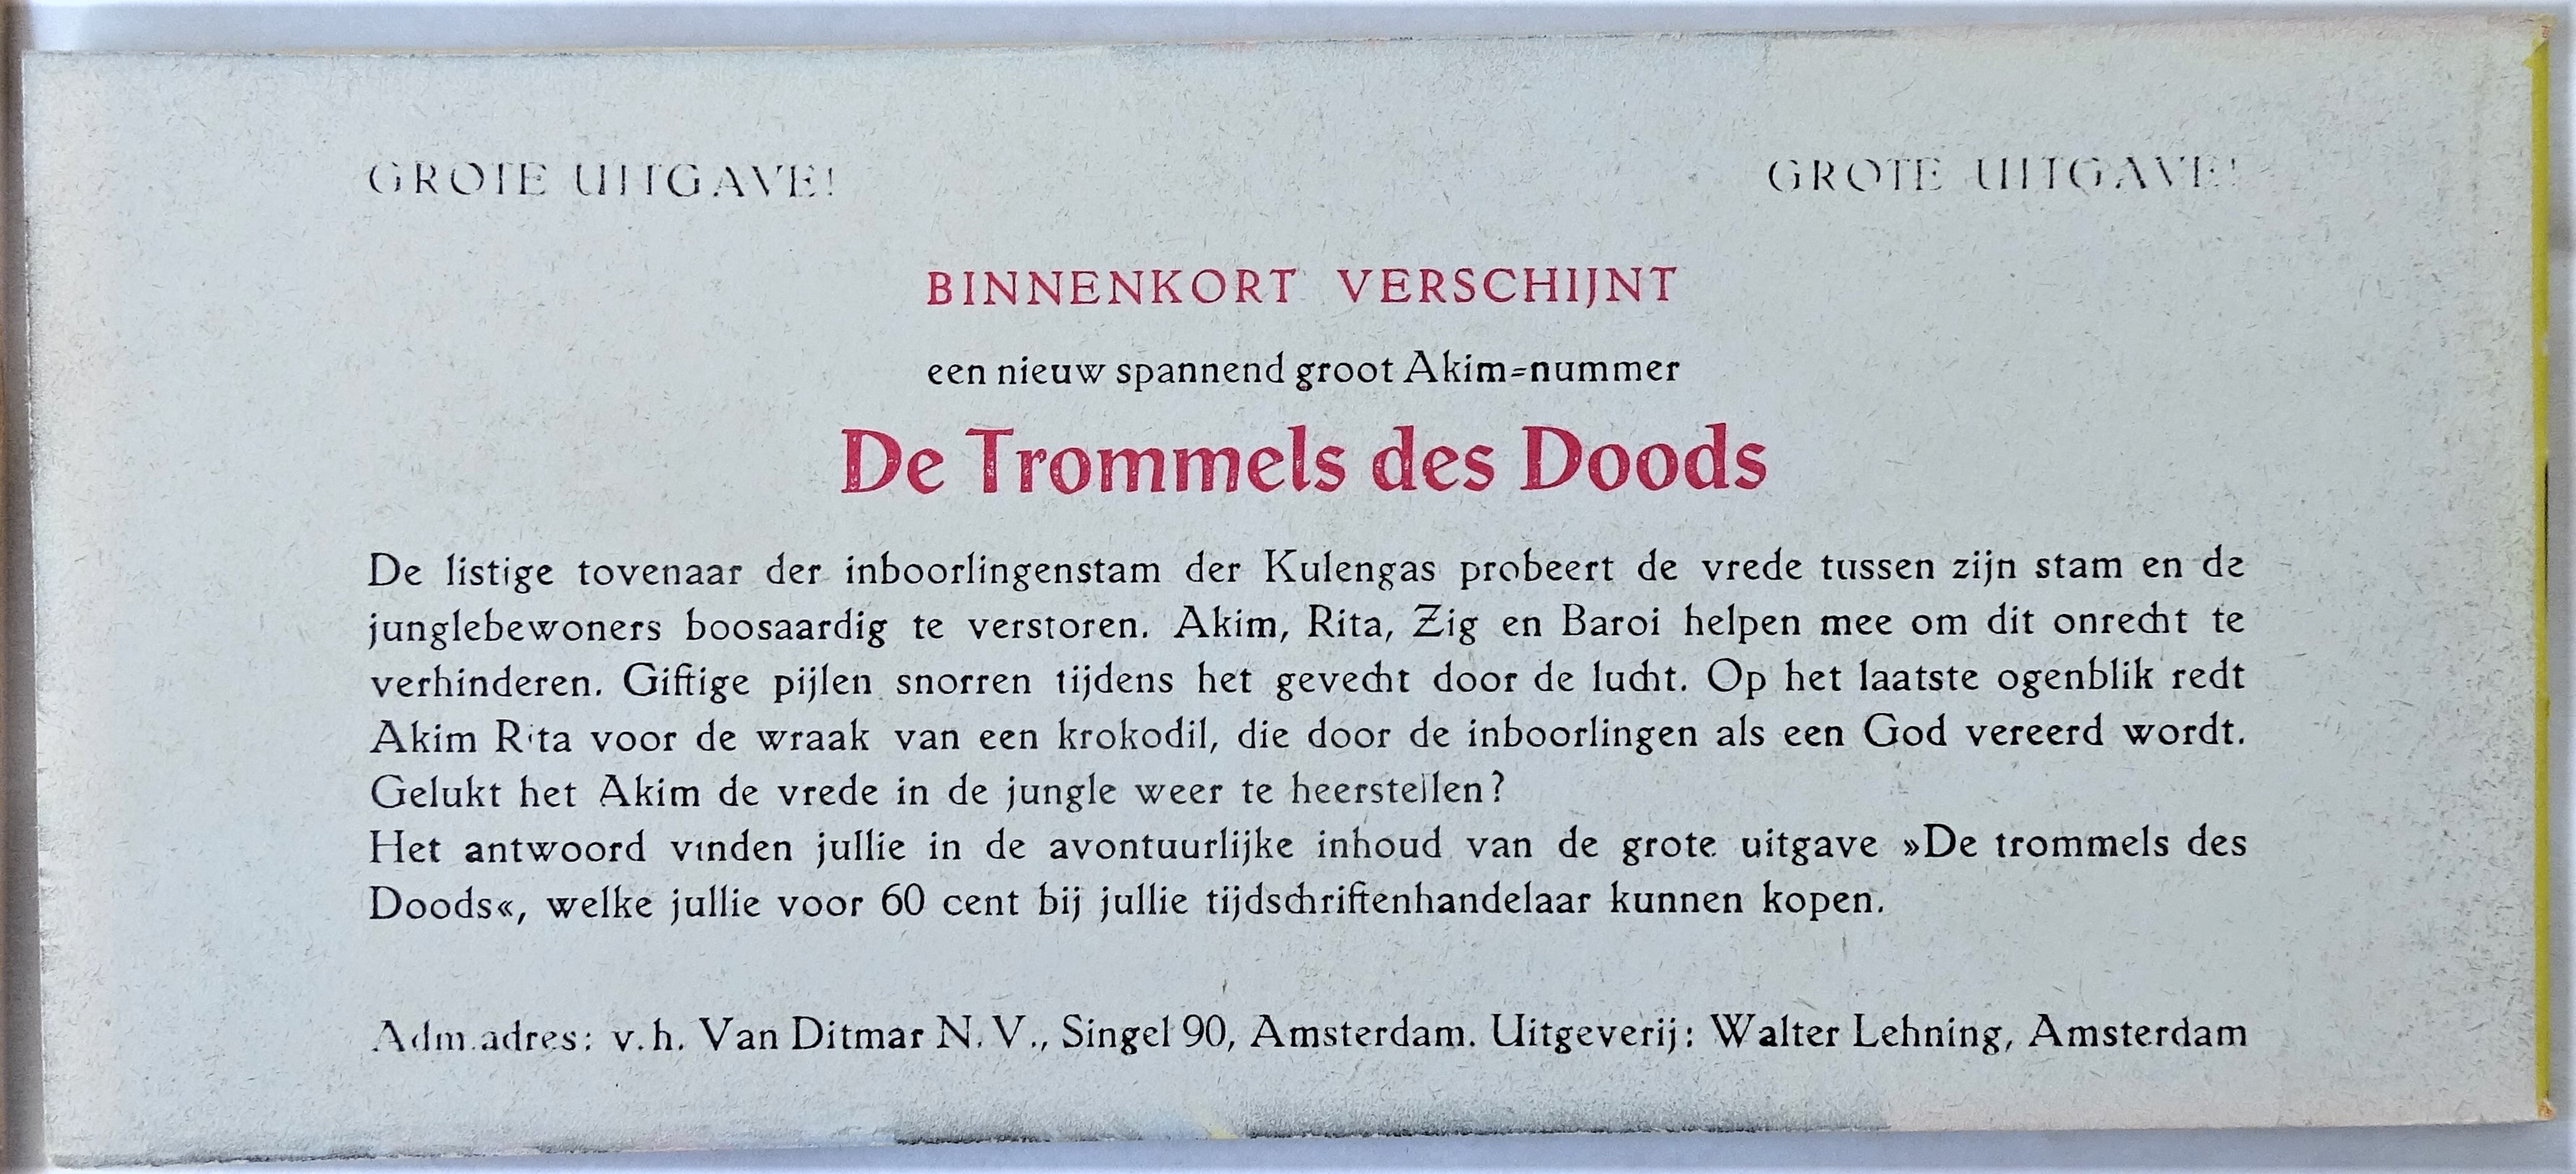 GROTE UITGAVE! GROTE UITGAVE!
BINNENKORT VERSCHIJNT
een nieuw spannend groot Akim=nummer
De Trommels des Doods
De listige tovenaar der inboorlingenstam der Kulengas probeert de vrede tussen zijn stam en de
junglebewoners boosaardig te verstoren. Akim, Rita, Zig en Baroi helpen mee om dit onrecht te
verhinderen. Giftige pijlen snorren tijdens het gevecht door de lucht. Op het laatste ogenblik redt
Akim Rita voor de wraak van een krokodil, die door de inboorlingen als een God vereerd wordt.
Gelukt het Akim de vrede in de jungle weer te heerstellen?
Het antwoord vinden jullie in de avontuurlijke inhoud van de grote uitgave »De trommels des
Doods«, welke jullie voor 60 cent bij jullie tijdschriftenhandelaar kunnen kopen.
Adm.adres: v. h. Van Ditmar N. V., Singel 90, Amsterdam. Uitgeverij: Walter Lehning, Amsterdam